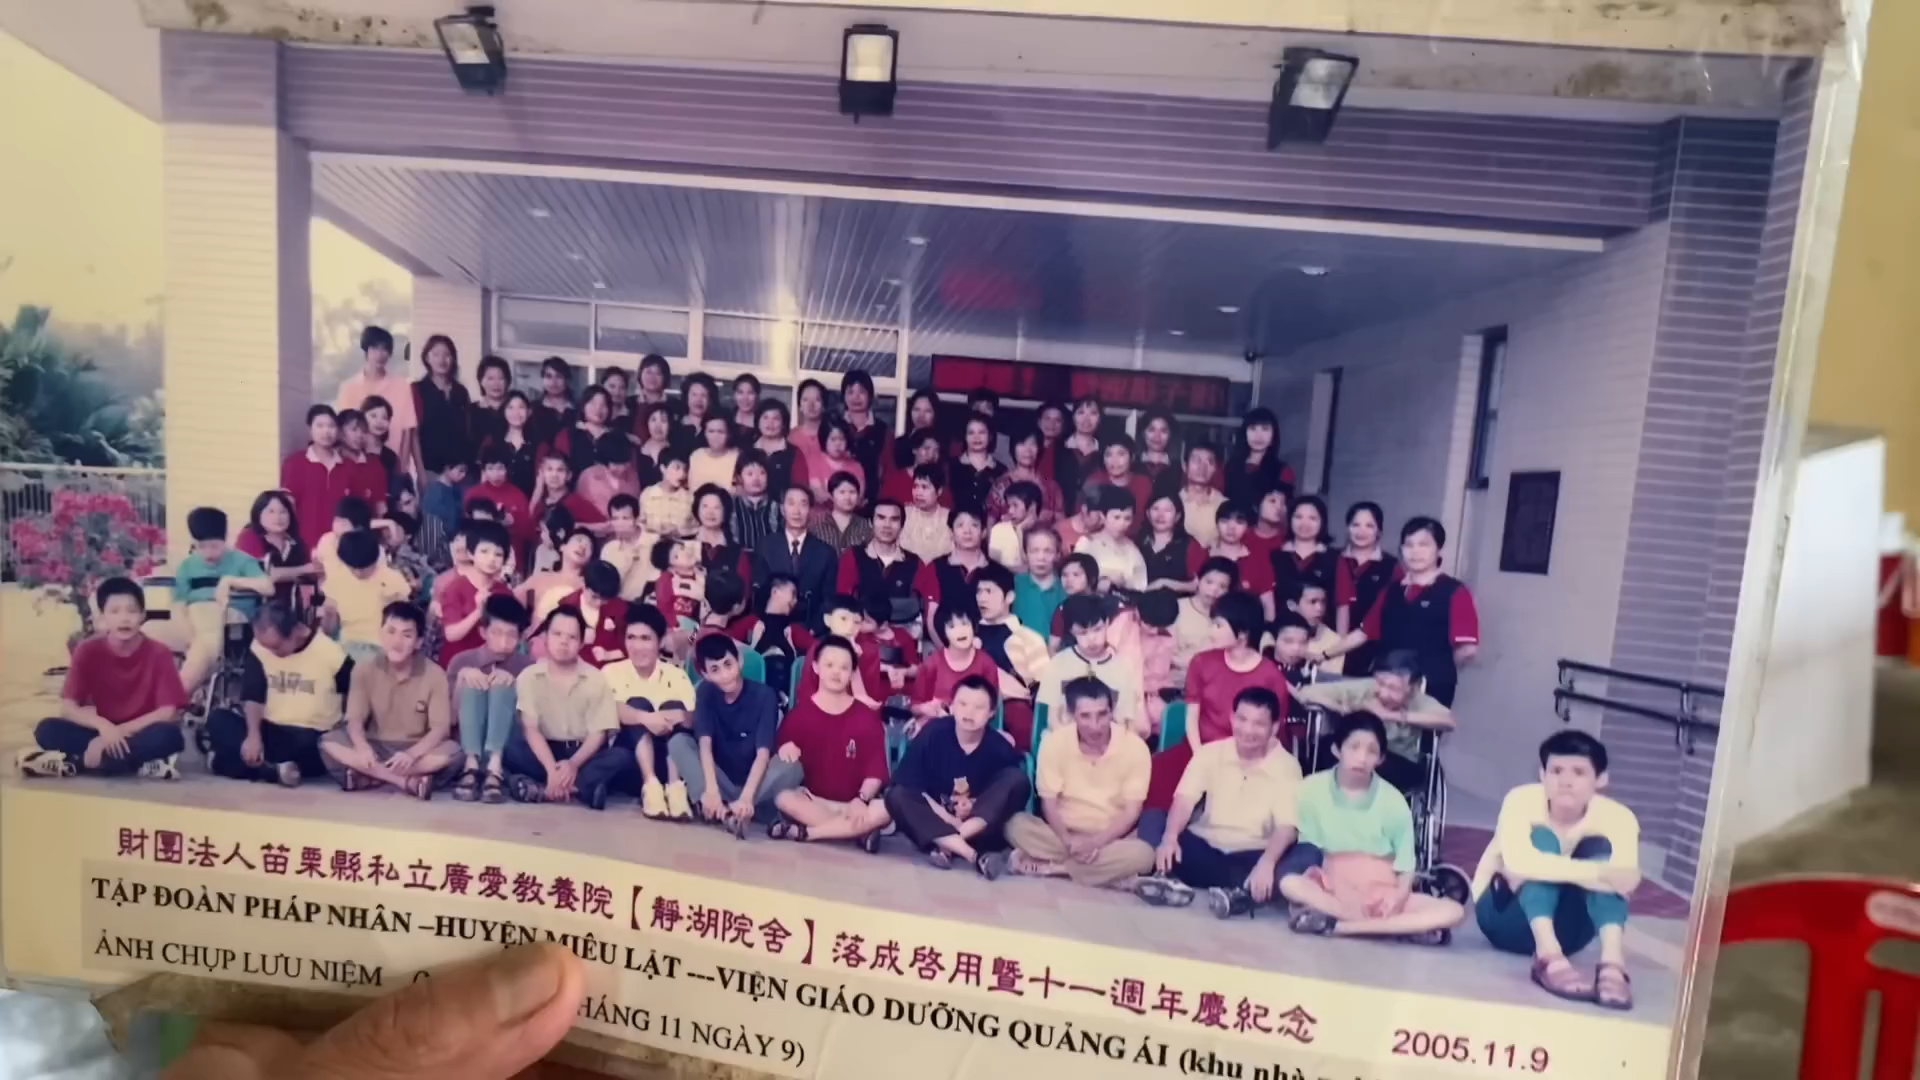 財團法人苗栗縣私立廣愛教養院【靜湖院舍】落成啓用暨十一週年慶紀念 2005.11.9
TẬP ĐOÀN PHÁP NHÂN –HUYỆN MIÊU LẬT ---VIỆN GIÁO DƯỠNG QUẢNG ÁI (khu nhà
ẢNH CHỤP LƯU NIỆM HÁNG 11 NGÀY 9)